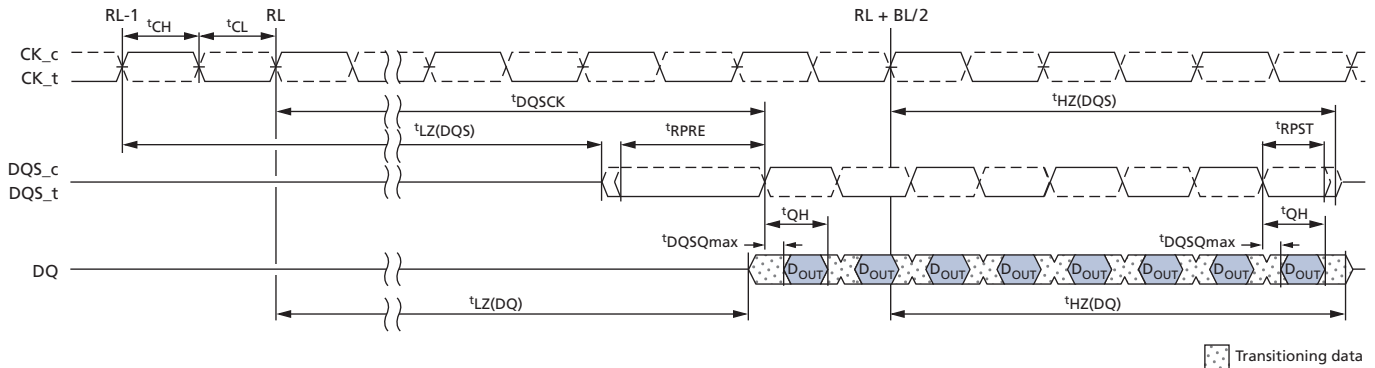 RL-1 RL RL + BL/2
tCH tCL
CK_c
CK_t
tDQSCK tHZ(DQS)
tLZ(DQS) tRPRE tRPST
DQS_c
DQS_t
tQH tQH
tDQSQmax tDQSQmax
DQ DOUT DOUT DOUT DOUT DOUT DOUT DOUT DOUT
tLZ(DQ) tHZ(DQ)
Transitioning data